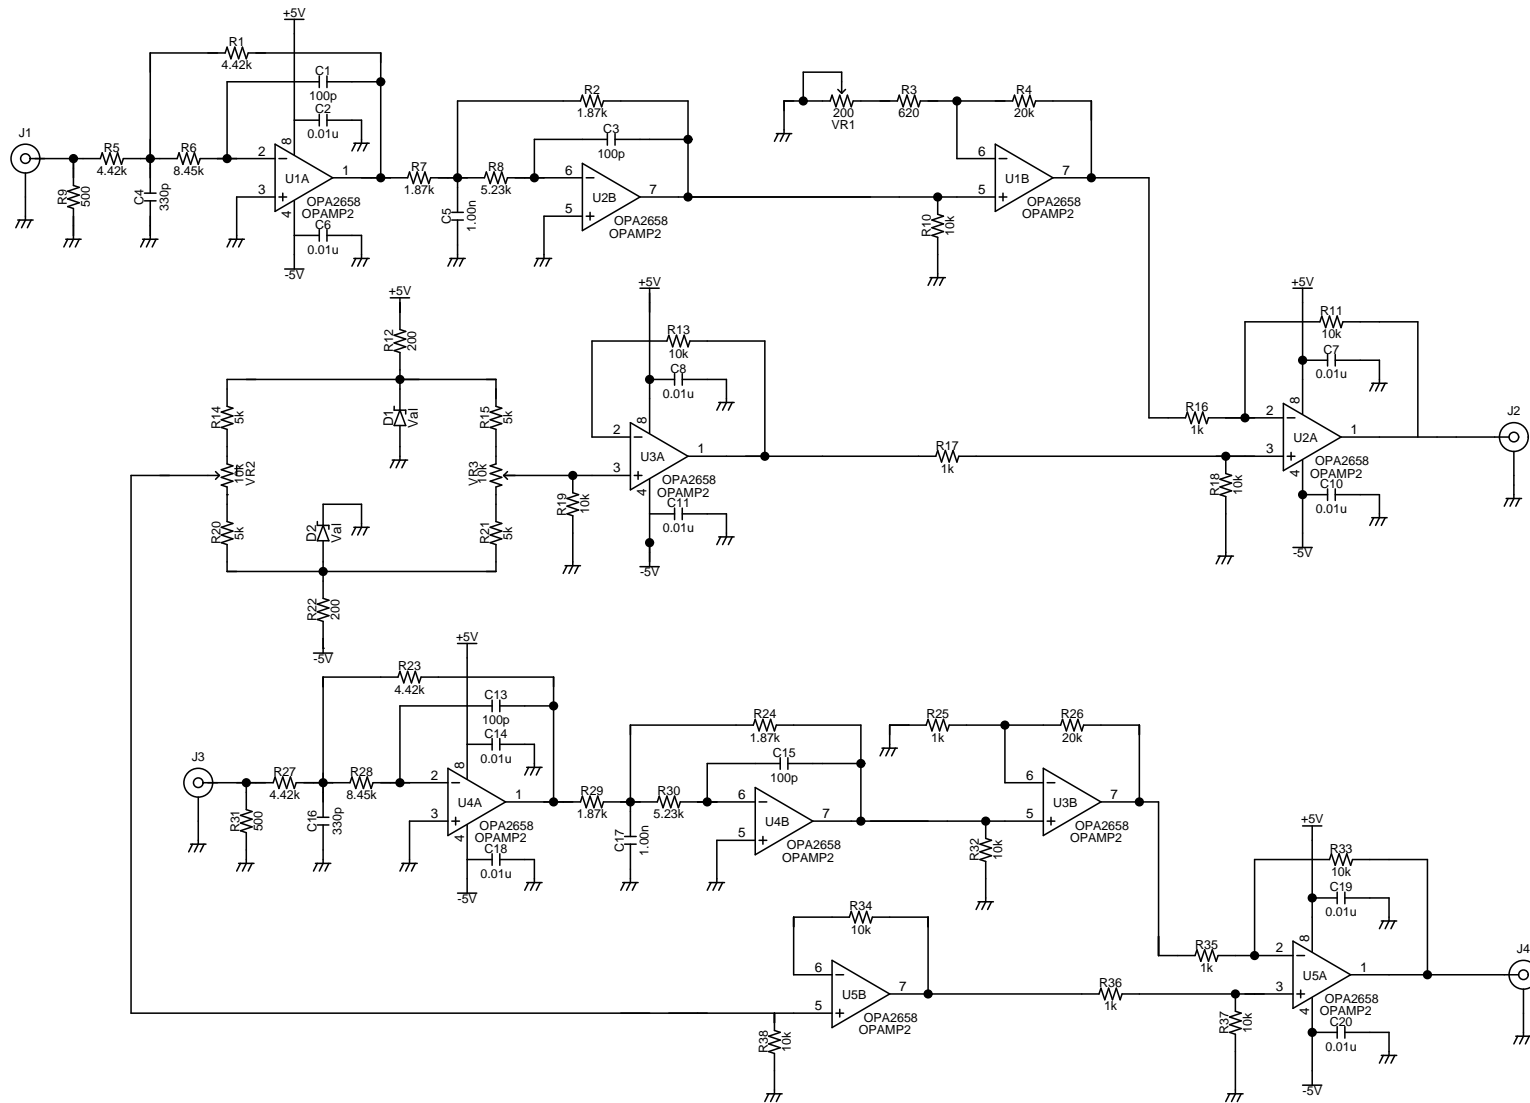 +5V
R1
4.42k
C1
100p
C2
0.01u
J1
R5
4.42k
R6
8.45k
2
8
U1A
1
3
4
OPA2658
OPAMP2
R9
500
C4
330p
C6
0.01u
-5V
R2
1.87k
C3
100p
R7
1.87k
R8
5.23k
6
U2B
7
5
OPA2658
OPAMP2
C5
1.00n
200
VR1
R3
620
R4
20k
6
U1B
7
5
OPA2658
OPAMP2
R10
10k
+5V
R12
200
R14
5k
D1
Val
R15
5k
10k
VR2
VR3
10k
R20
5k
D2
Val
R21
5k
R22
200
-5V
+5V
R13
10k
C8
0.01u
2
8
U3A
1
3
4
OPA2658
OPAMP2
R19
10k
C11
0.01u
-5V
R17
1k
+5V
R11
10k
C7
0.01u
R16
1k
2
8
U2A
1
3
4
OPA2658
OPAMP2
R18
10k
C10
0.01u
-5V
J2
+5V
R23
4.42k
C13
100p
C14
0.01u
J3
R27
4.42k
R28
8.45k
2
8
U4A
1
3
4
OPA2658
OPAMP2
R31
500
C16
330p
C18
0.01u
-5V
R24
1.87k
C15
100p
R29
1.87k
R30
5.23k
6
U4B
7
5
OPA2658
OPAMP2
C17
1.00n
R25
1k
R26
20k
6
U3B
7
5
OPA2658
OPAMP2
R32
10k
R34
10k
6
U5B
7
5
OPA2658
OPAMP2
R38
10k
R36
1k
+5V
R33
10k
C19
0.01u
R35
1k
2
8
U5A
1
3
4
OPA2658
OPAMP2
R37
10k
C20
0.01u
-5V
J4